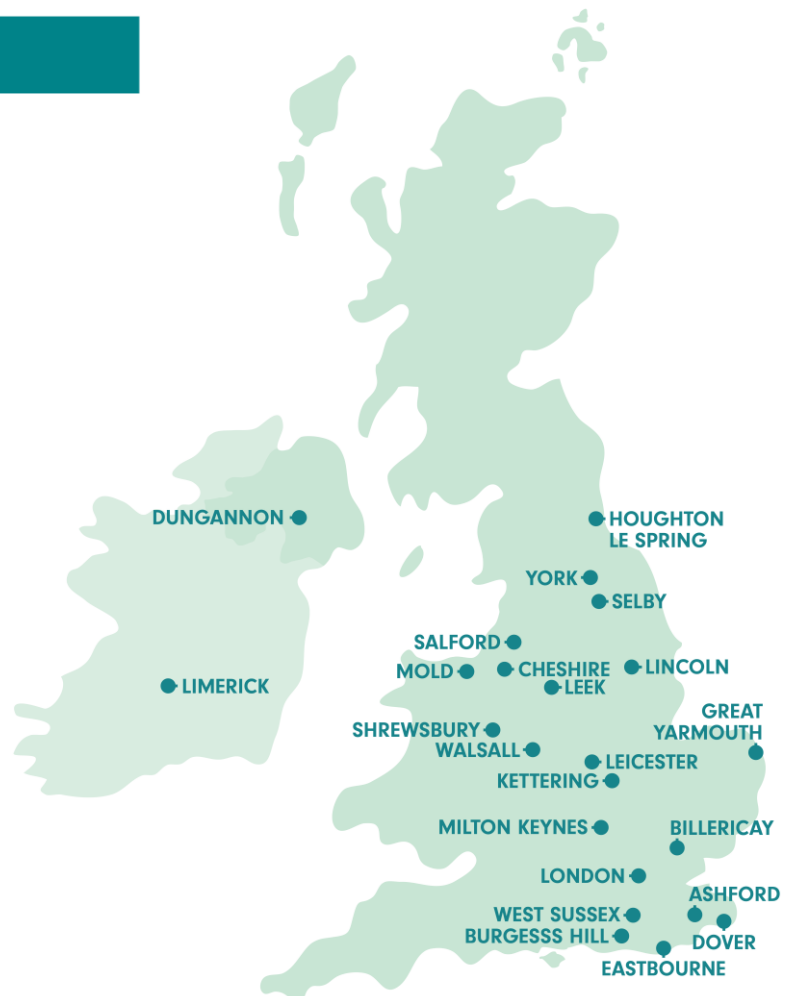 DUNGANNON
HOUGHTON
LE SPRING
YORK
SELBY
SALFORD
MOLD
CHESHIRE
LINCOLN
LEEK
LIMERICK
GREAT
YARMOUTH
SHREWSBURY
WALSALL
LEICESTER
KETTERING
MILTON KEYNES
BILLERICAY
LONDON
ASHFORD
WEST SUSSEX
BURGESSS HILL
DOVER
EASTBOURNE